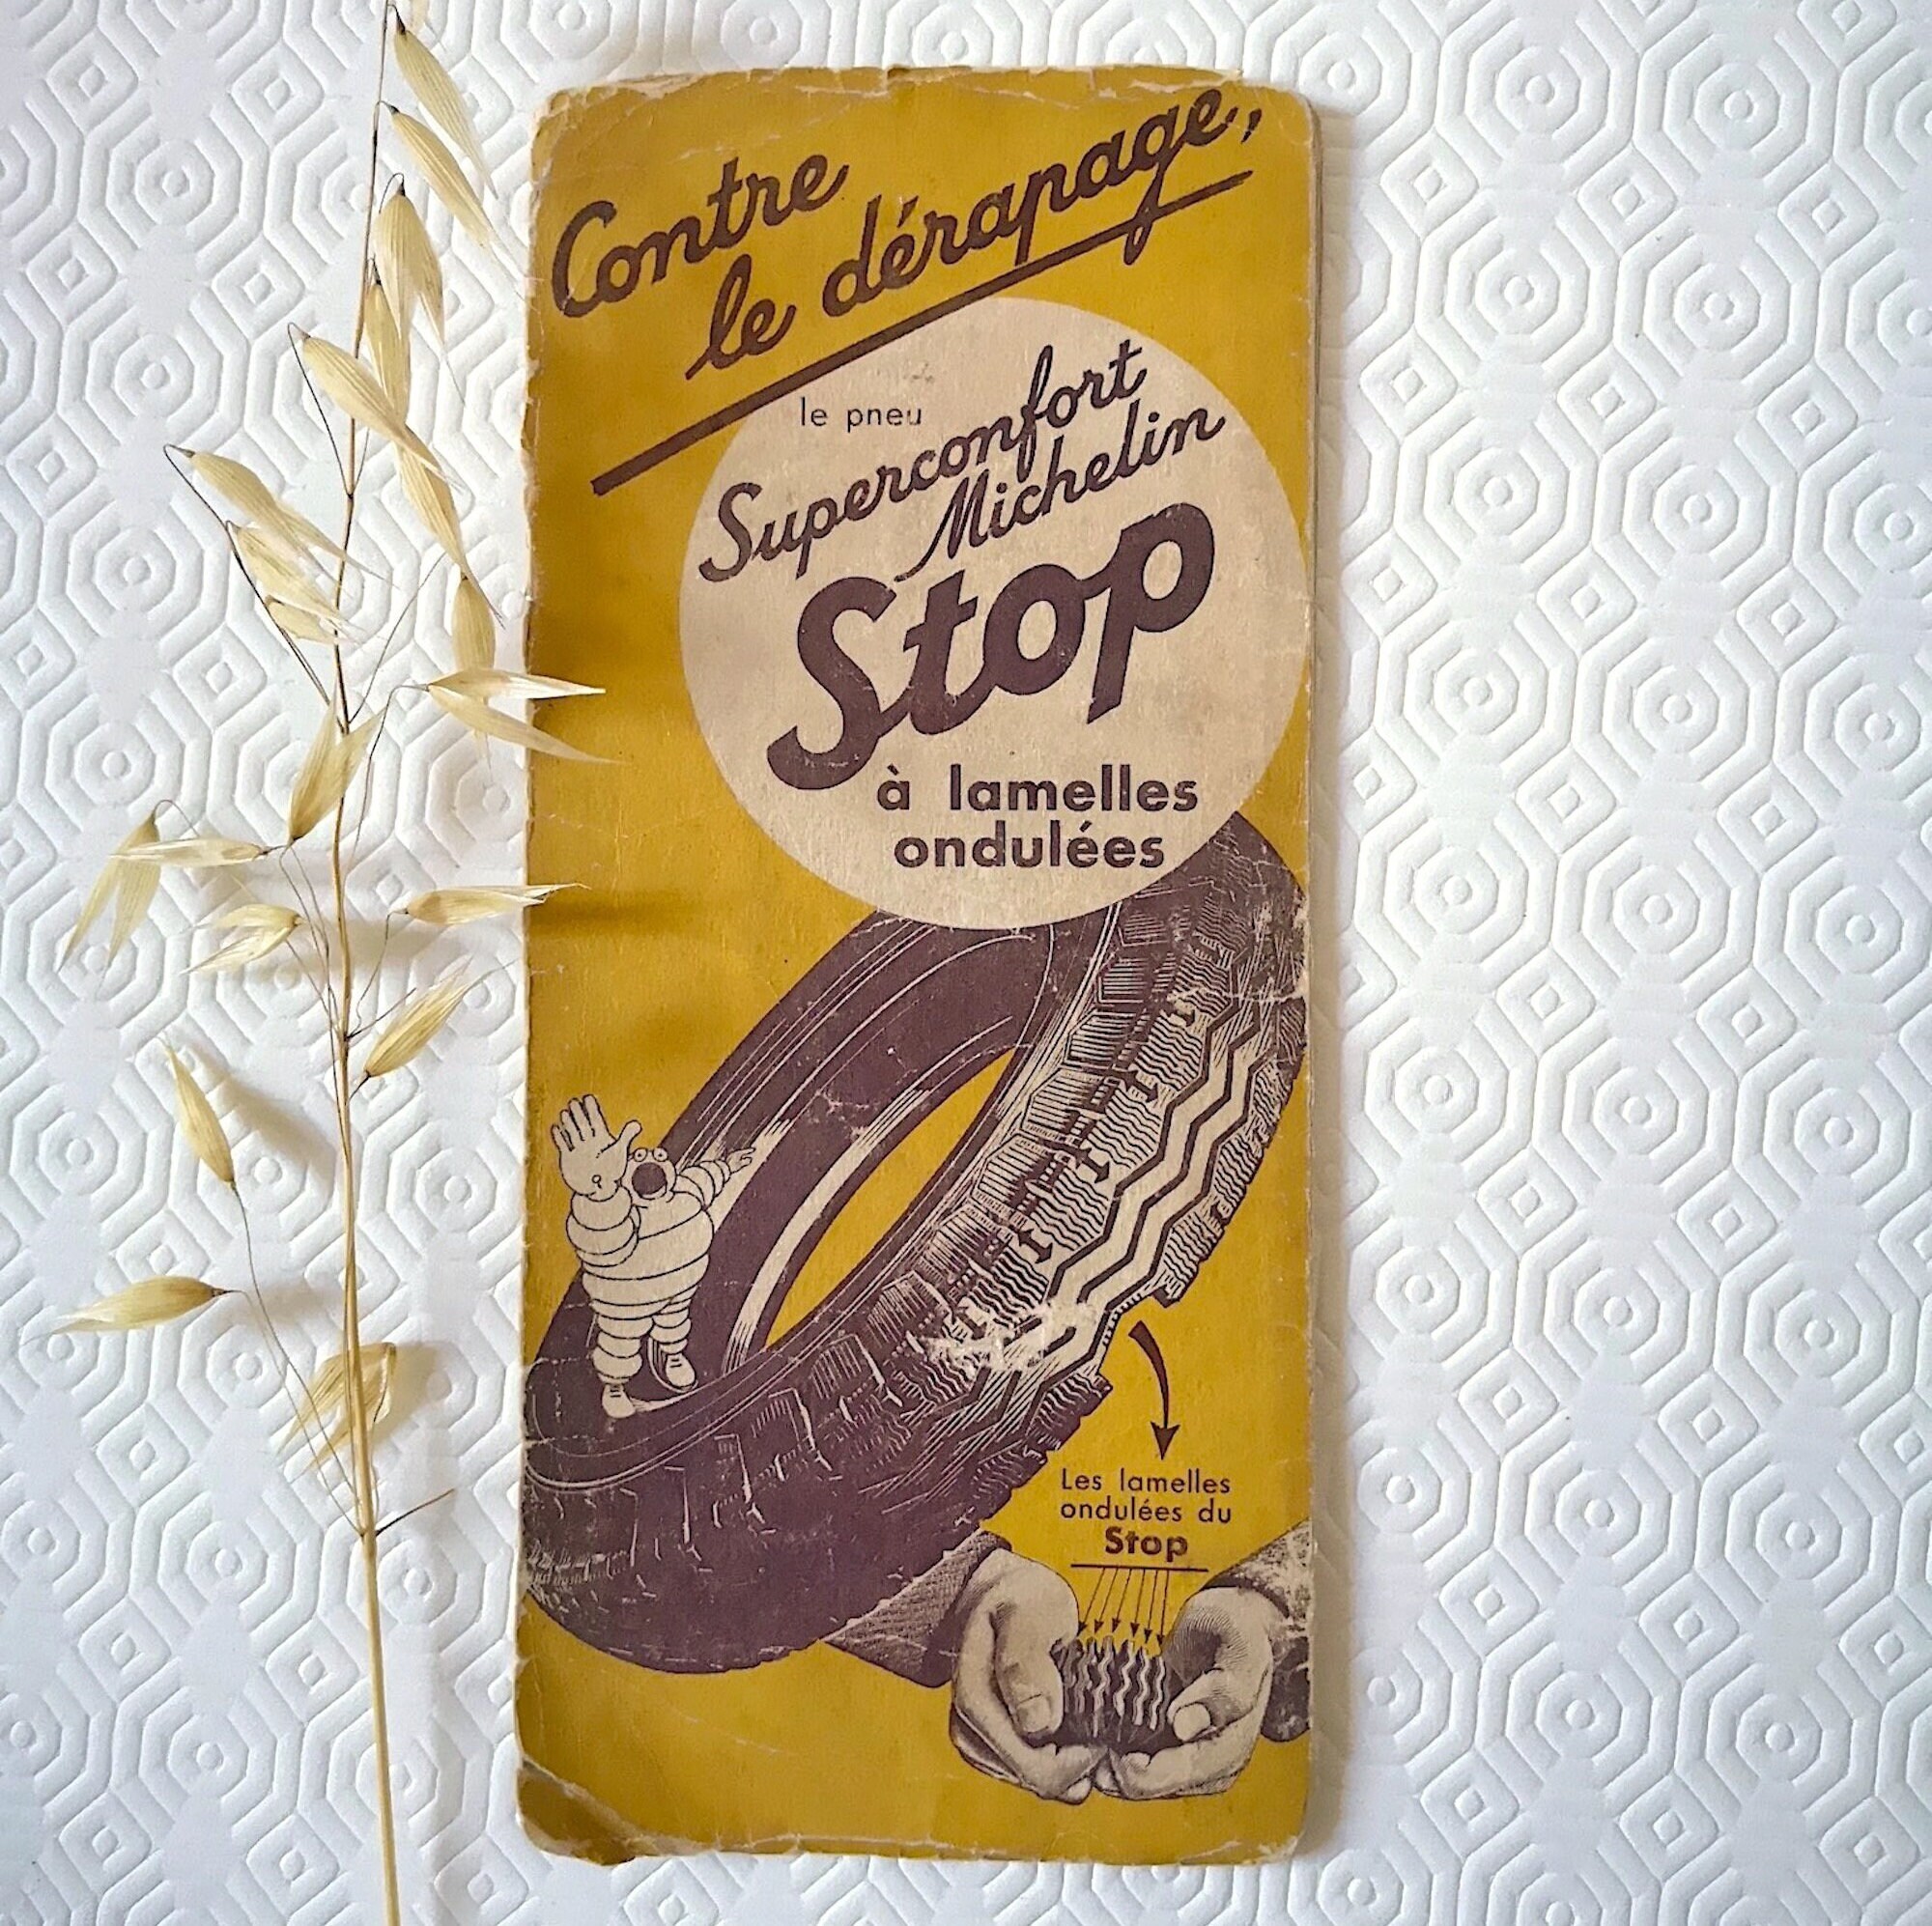 Contre
le dérapage,
le pneu
Superconfort
Michelin
Stop
à lamelles
ondulées
Les lamelles
ondulées du
Stop